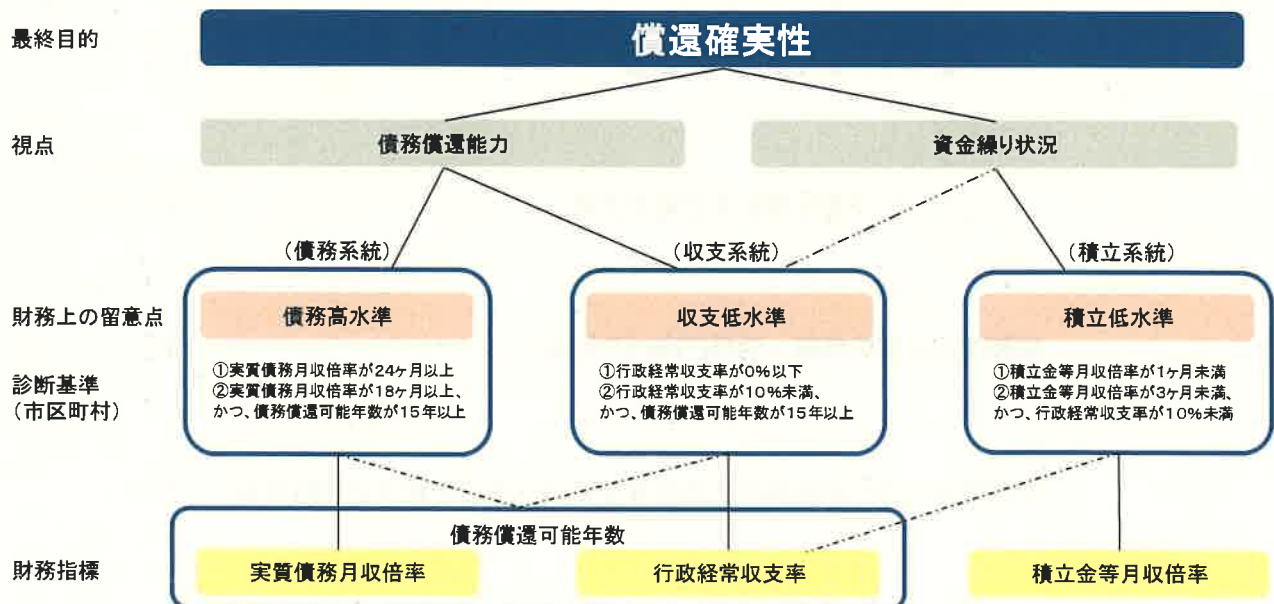 最終目的
償還確実性
視点
債務償還能力
資金繰り状況
(債務系統)
(収支系統)
(積立系統)
財務上の留意点
債務高水準
収支低水準
積立低水準
診断基準
(市区町村)
①実質債務月収倍率が24ヶ月以上
②実質債務月収倍率が18ヶ月以上、
かつ、債務償還可能年数が15年以上
①行政経常収支率が0%以下
②行政経常収支率が10%未満、
かつ、債務償還可能年数が15年以上
①積立金等月収倍率が1ヶ月未満
②積立金等月収倍率が3ヶ月未満、
かつ、行政経常収支率が10%未満
債務償還可能年数
財務指標
実質債務月収倍率
行政経常収支率
積立金等月収倍率